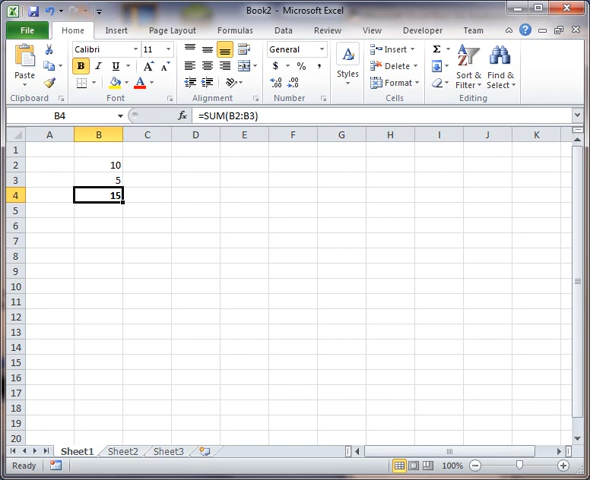 Book2 - Microsoft Excel
File Home Insert Page Layout Formulas Data Review View Developer Team
Paste
Clipboard
Calibri 11
B I U
Font
Alignment
General
$ % ,
Number
Styles
Insert
Delete
Format
Cells
Σ
Sort & Filter
Find & Select
Editing
B4 fx =SUM(B2:B3)
A B C D E F G H I J K
1
2 10
3 5
4 15
5
6
7
8
9
10
11
12
13
14
15
16
17
18
19
20
Sheet1 Sheet2 Sheet3
Ready 100%